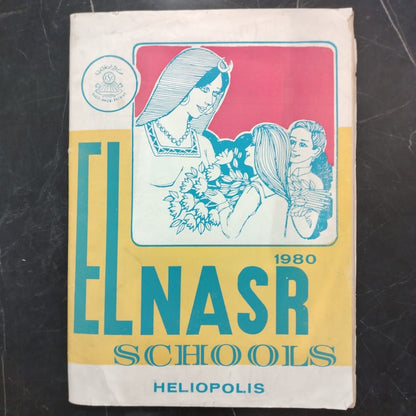 1980
EL NASR
SCHOOLS
HELIOPOLIS